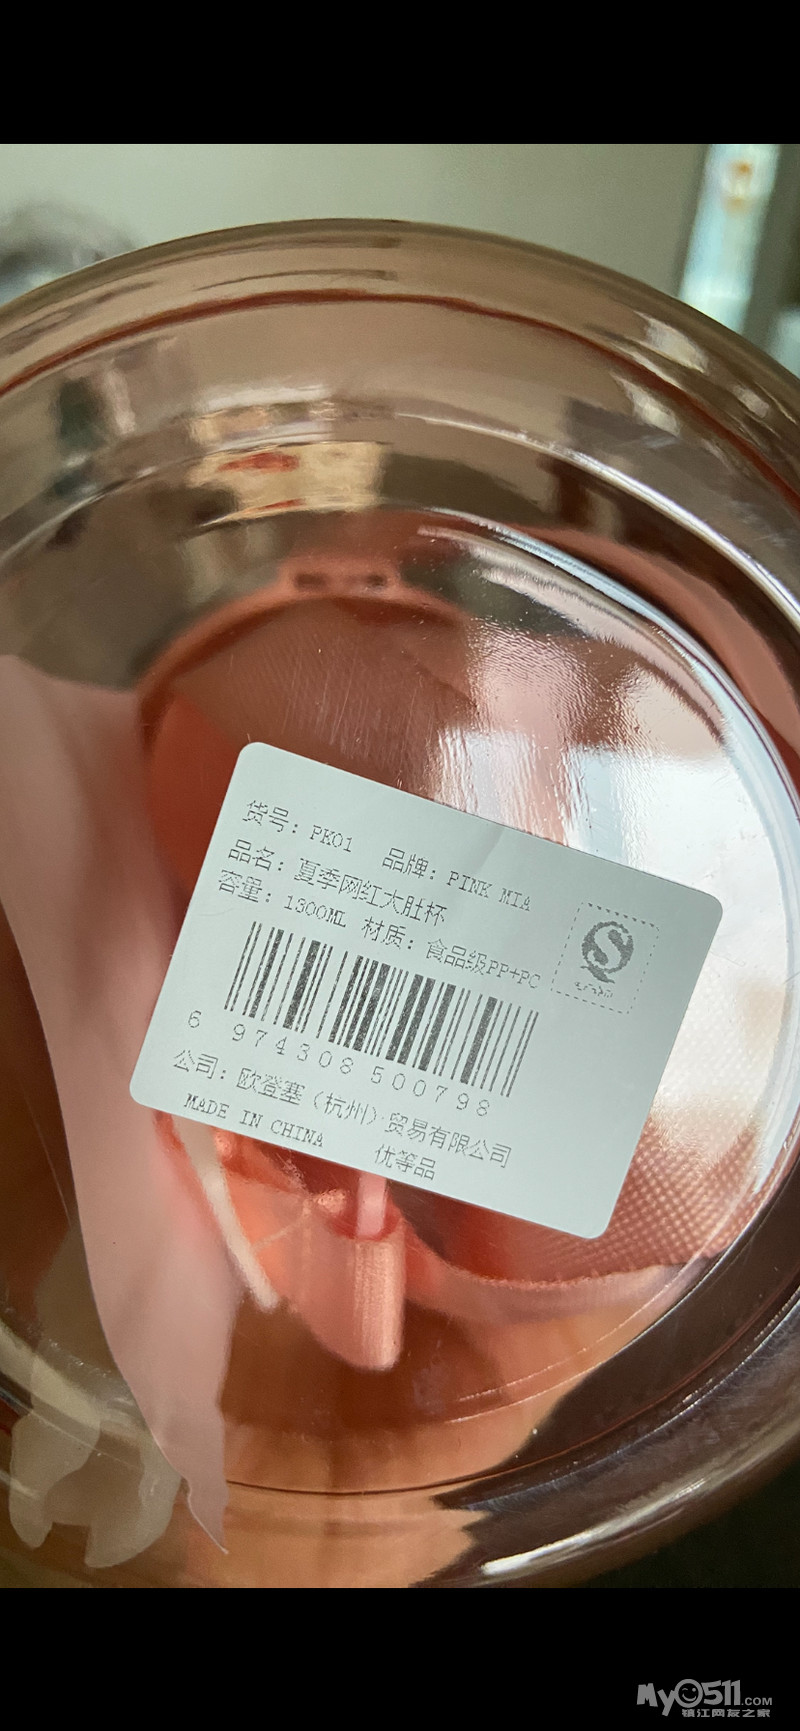 货号: PK01 品牌: PINK MIA
品名: 夏季网红大肚杯
容量: 1300ML 材质: 食品级PP+PC
6 974308 500798
公司: 欧登塞(杭州)贸易有限公司
MADE IN CHINA 优等品
My0511.COM
镇江网友之家